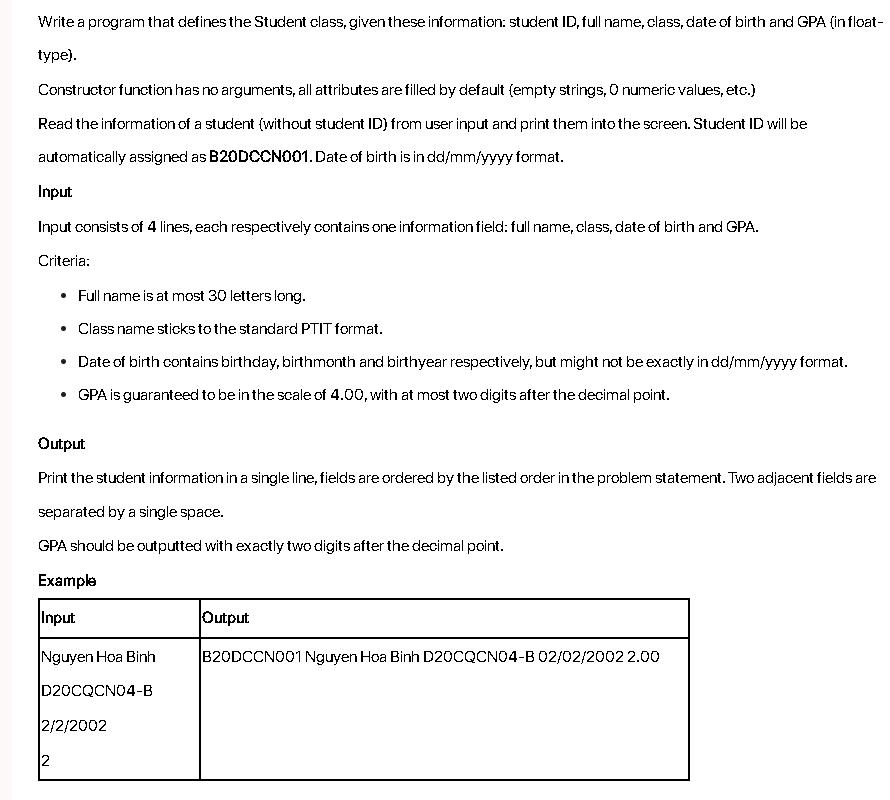 Write a program that defines the Student class, given these information: student ID, full name, class, date of birth and GPA (in float-
type).
Constructor function has no arguments, all attributes are filled by default (empty strings, 0 numeric values, etc.)
Read the information of a student (without student ID) from user input and print them into the screen. Student ID will be
automatically assigned as B20DCCN001. Date of birth is in dd/mm/yyyy format.
Input
Input consists of 4 lines, each respectively contains one information field: full name, class, date of birth and GPA.
Criteria:
• Full name is at most 30 letters long.
• Class name sticks to the standard PTIT format.
• Date of birth contains birthday, birthmonth and birthyear respectively, but might not be exactly in dd/mm/yyyy format.
• GPA is guaranteed to be in the scale of 4.00, with at most two digits after the decimal point.
Output
Print the student information in a single line, fields are ordered by the listed order in the problem statement. Two adjacent fields are
separated by a single space.
GPA should be outputted with exactly two digits after the decimal point.
Example
Input Output
Nguyen Hoa Binh B20DCCN001 Nguyen Hoa Binh D20CQCN04-B 02/02/2002 2.00
D20CQCN04-B
2/2/2002
2